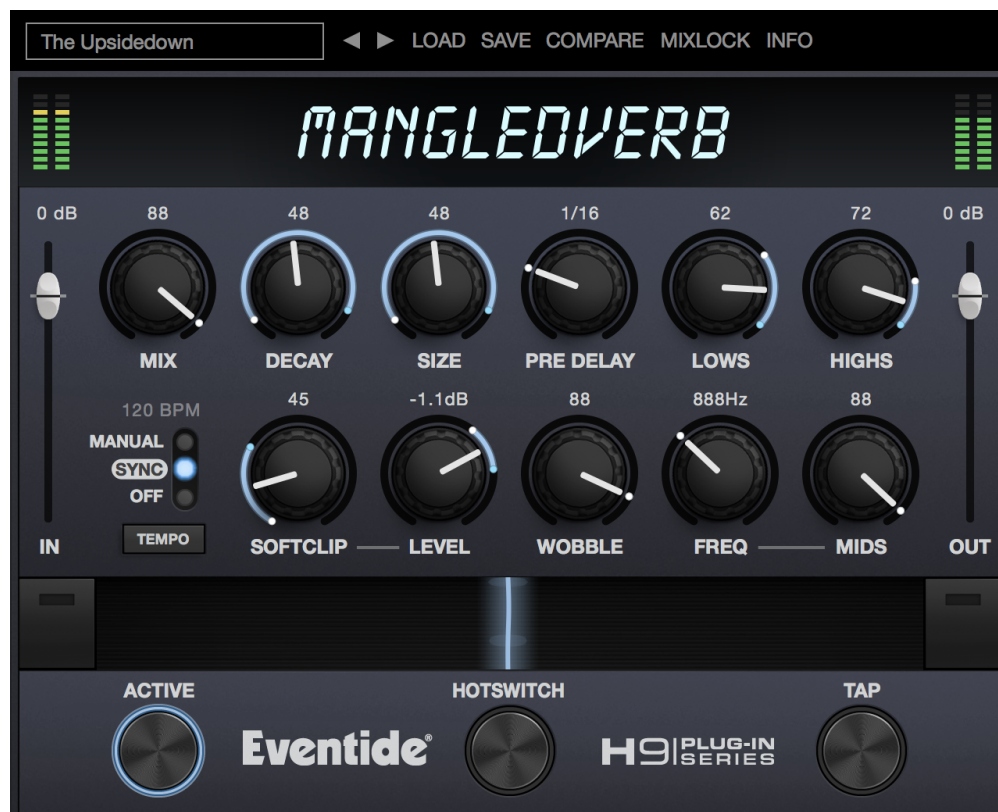 The Upsidedown LOAD SAVE COMPARE MIXLOCK INFO
MANGLEDVERB
0 dB 88 48 48 1/16 62 72 0 dB
MIX DECAY SIZE PRE DELAY LOWS HIGHS
120 BPM 45 -1.1dB 88 888Hz 88
MANUAL
SYNC
OFF
TEMPO
IN SOFTCLIP LEVEL WOBBLE FREQ MIDS OUT
ACTIVE HOTSWITCH TAP
Eventide® H9 PLUG-IN SERIES